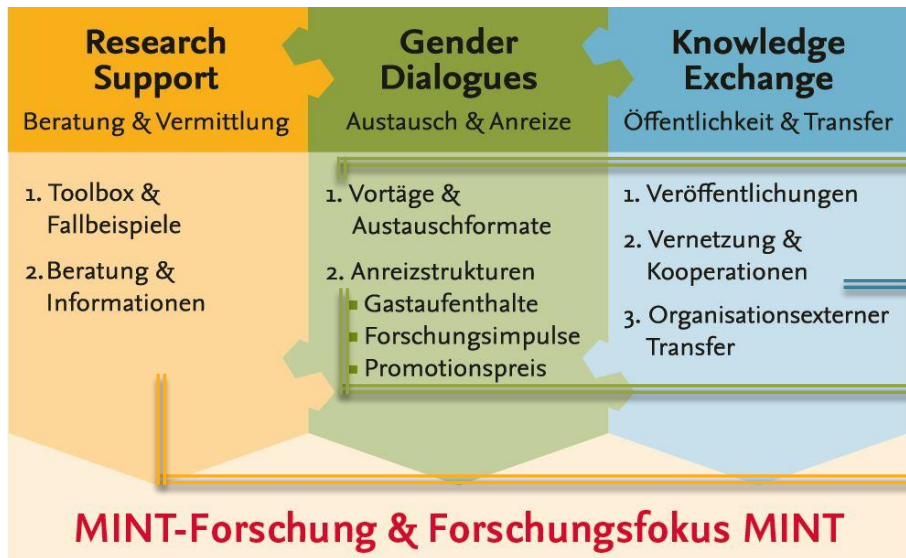 Research
Support
Beratung & Vermittlung
1. Toolbox &
Fallbeispiele
2. Beratung &
Informationen
Gender
Dialogues
Austausch & Anreize
1. Vortäge &
Austauschformate
2. Anreizstrukturen
▪ Gastaufenthalte
▪ Forschungsimpulse
▪ Promotionspreis
Knowledge
Exchange
Öffentlichkeit & Transfer
1. Veröffentlichungen
2. Vernetzung &
Kooperationen
3. Organisationsexterner
Transfer
MINT-Forschung & Forschungsfokus MINT